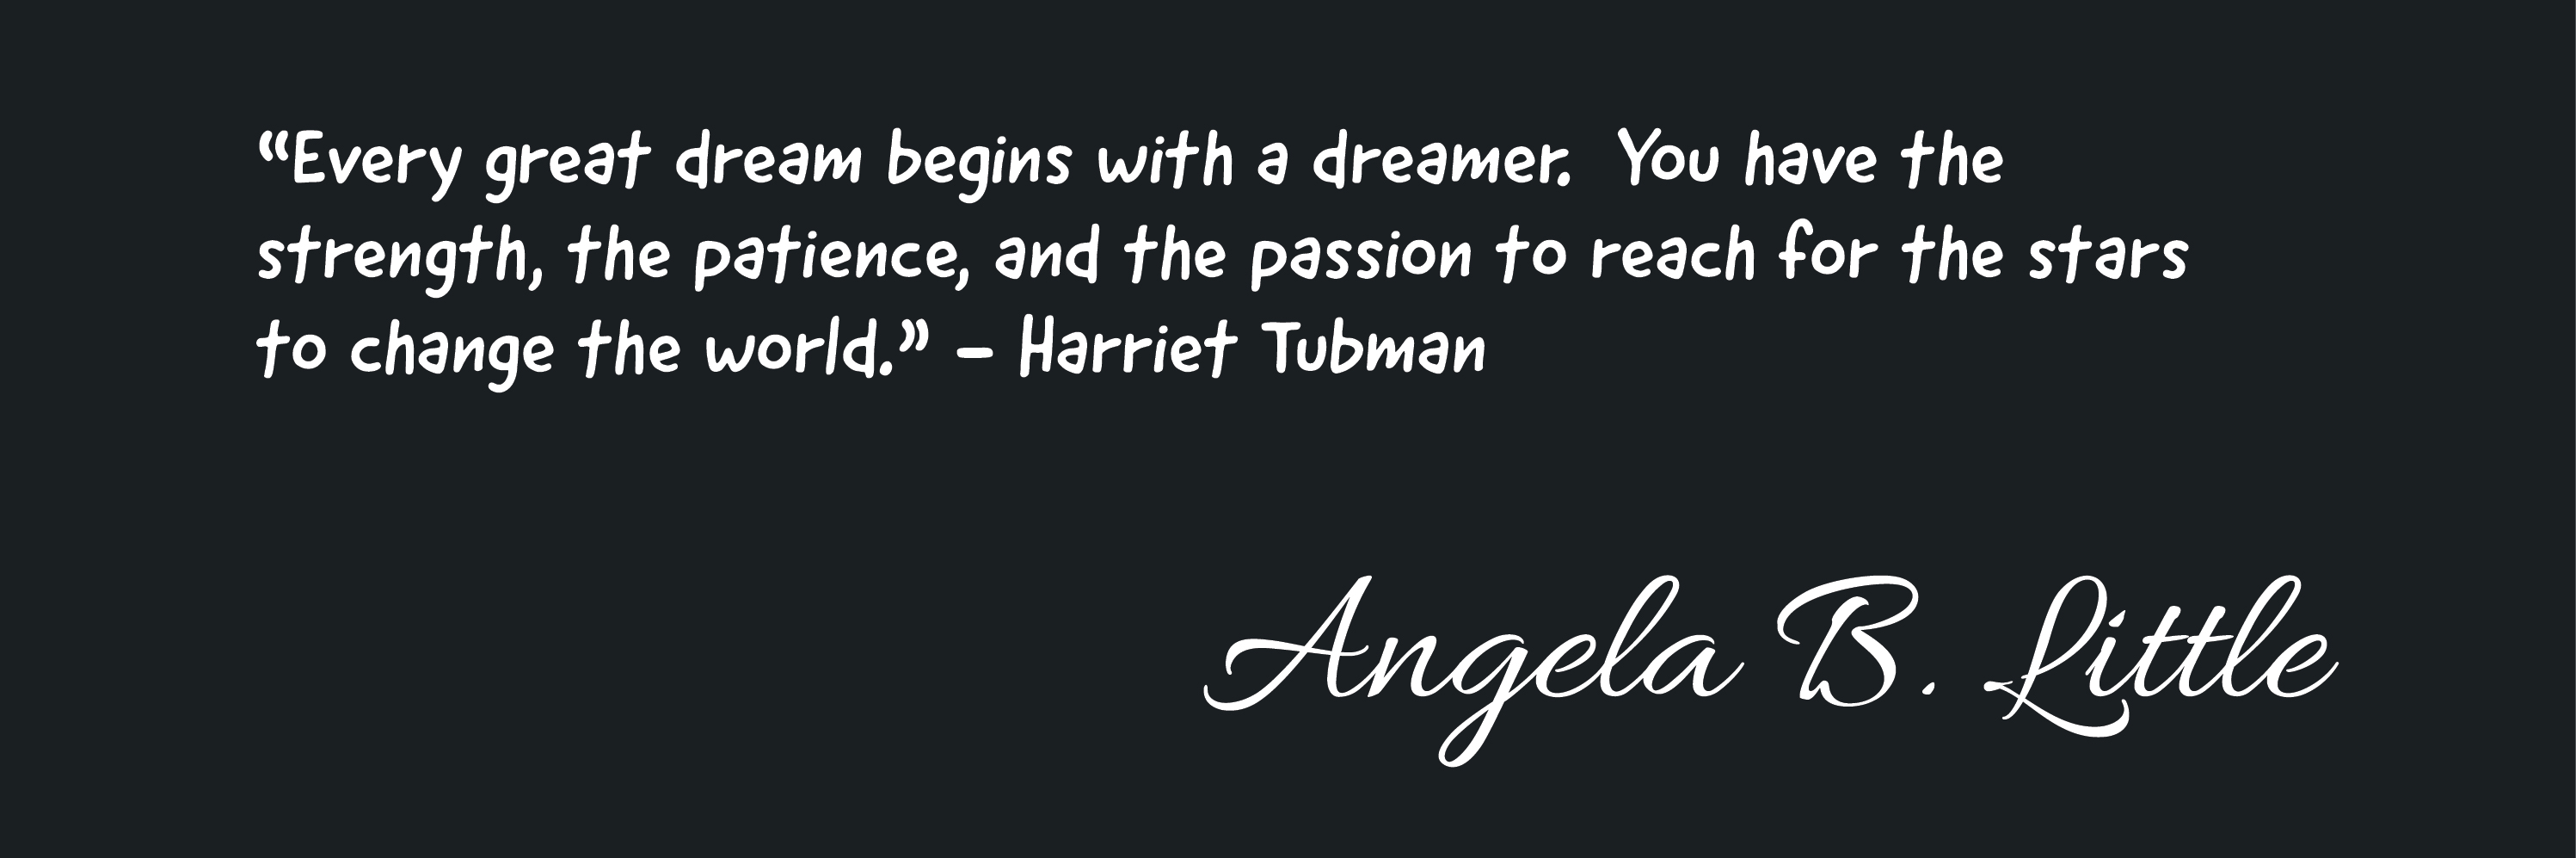 “Every great dream begins with a dreamer.  You have the
strength, the patience, and the passion to reach for the stars
to change the world.” – Harriet Tubman
Angela B. Little